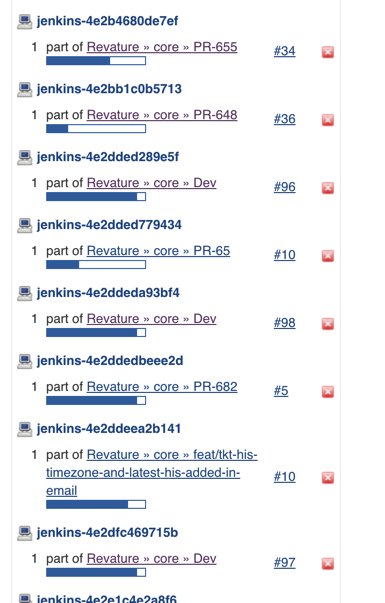 jenkins-4e2b4680de7ef
1 part of Revature » core » PR-655 #34
jenkins-4e2bb1c0b5713
1 part of Revature » core » PR-648 #36
jenkins-4e2dded289e5f
1 part of Revature » core » Dev #96
jenkins-4e2dded779434
1 part of Revature » core » PR-65 #10
jenkins-4e2ddeda93bf4
1 part of Revature » core » Dev #98
jenkins-4e2ddedbeee2d
1 part of Revature » core » PR-682 #5
jenkins-4e2ddeea2b141
1 part of Revature » core » feat/tkt-his-
timezone-and-latest-his-added-in- #10
email
jenkins-4e2dfc469715b
1 part of Revature » core » Dev #97
jenkins-4e2e1c4e2a8f6